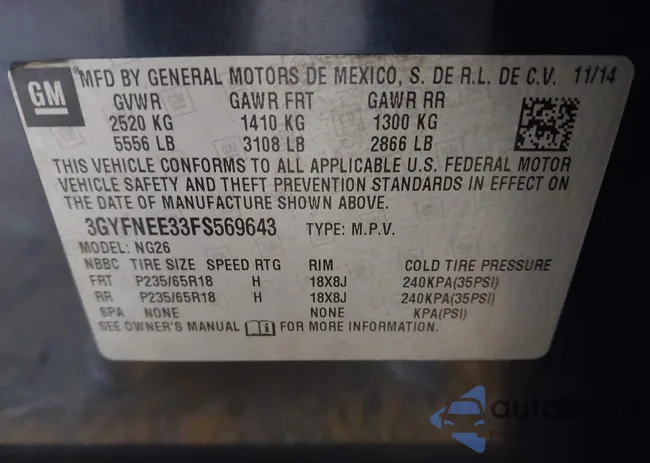 GM
MFD BY GENERAL MOTORS DE MEXICO, S. DE R.L. DE C.V. 11/14
GVWR GAWR FRT GAWR RR
2520 KG 1410 KG 1300 KG
5556 LB 3108 LB 2866 LB
THIS VEHICLE CONFORMS TO ALL APPLICABLE U.S. FEDERAL MOTOR
VEHICLE SAFETY AND THEFT PREVENTION STANDARDS IN EFFECT ON
THE DATE OF MANUFACTURE SHOWN ABOVE.
3GYFNEE33FS569643 TYPE: M.P.V.
MODEL: NG26
NBBC TIRE SIZE SPEED RTG RIM COLD TIRE PRESSURE
FRT P235/65R18 H 18X8J 240KPA(35PSI)
RR P235/65R18 H 18X8J 240KPA(35PSI)
SPA NONE NONE KPA(PSI)
SEE OWNER'S MANUAL FOR MORE INFORMATION.